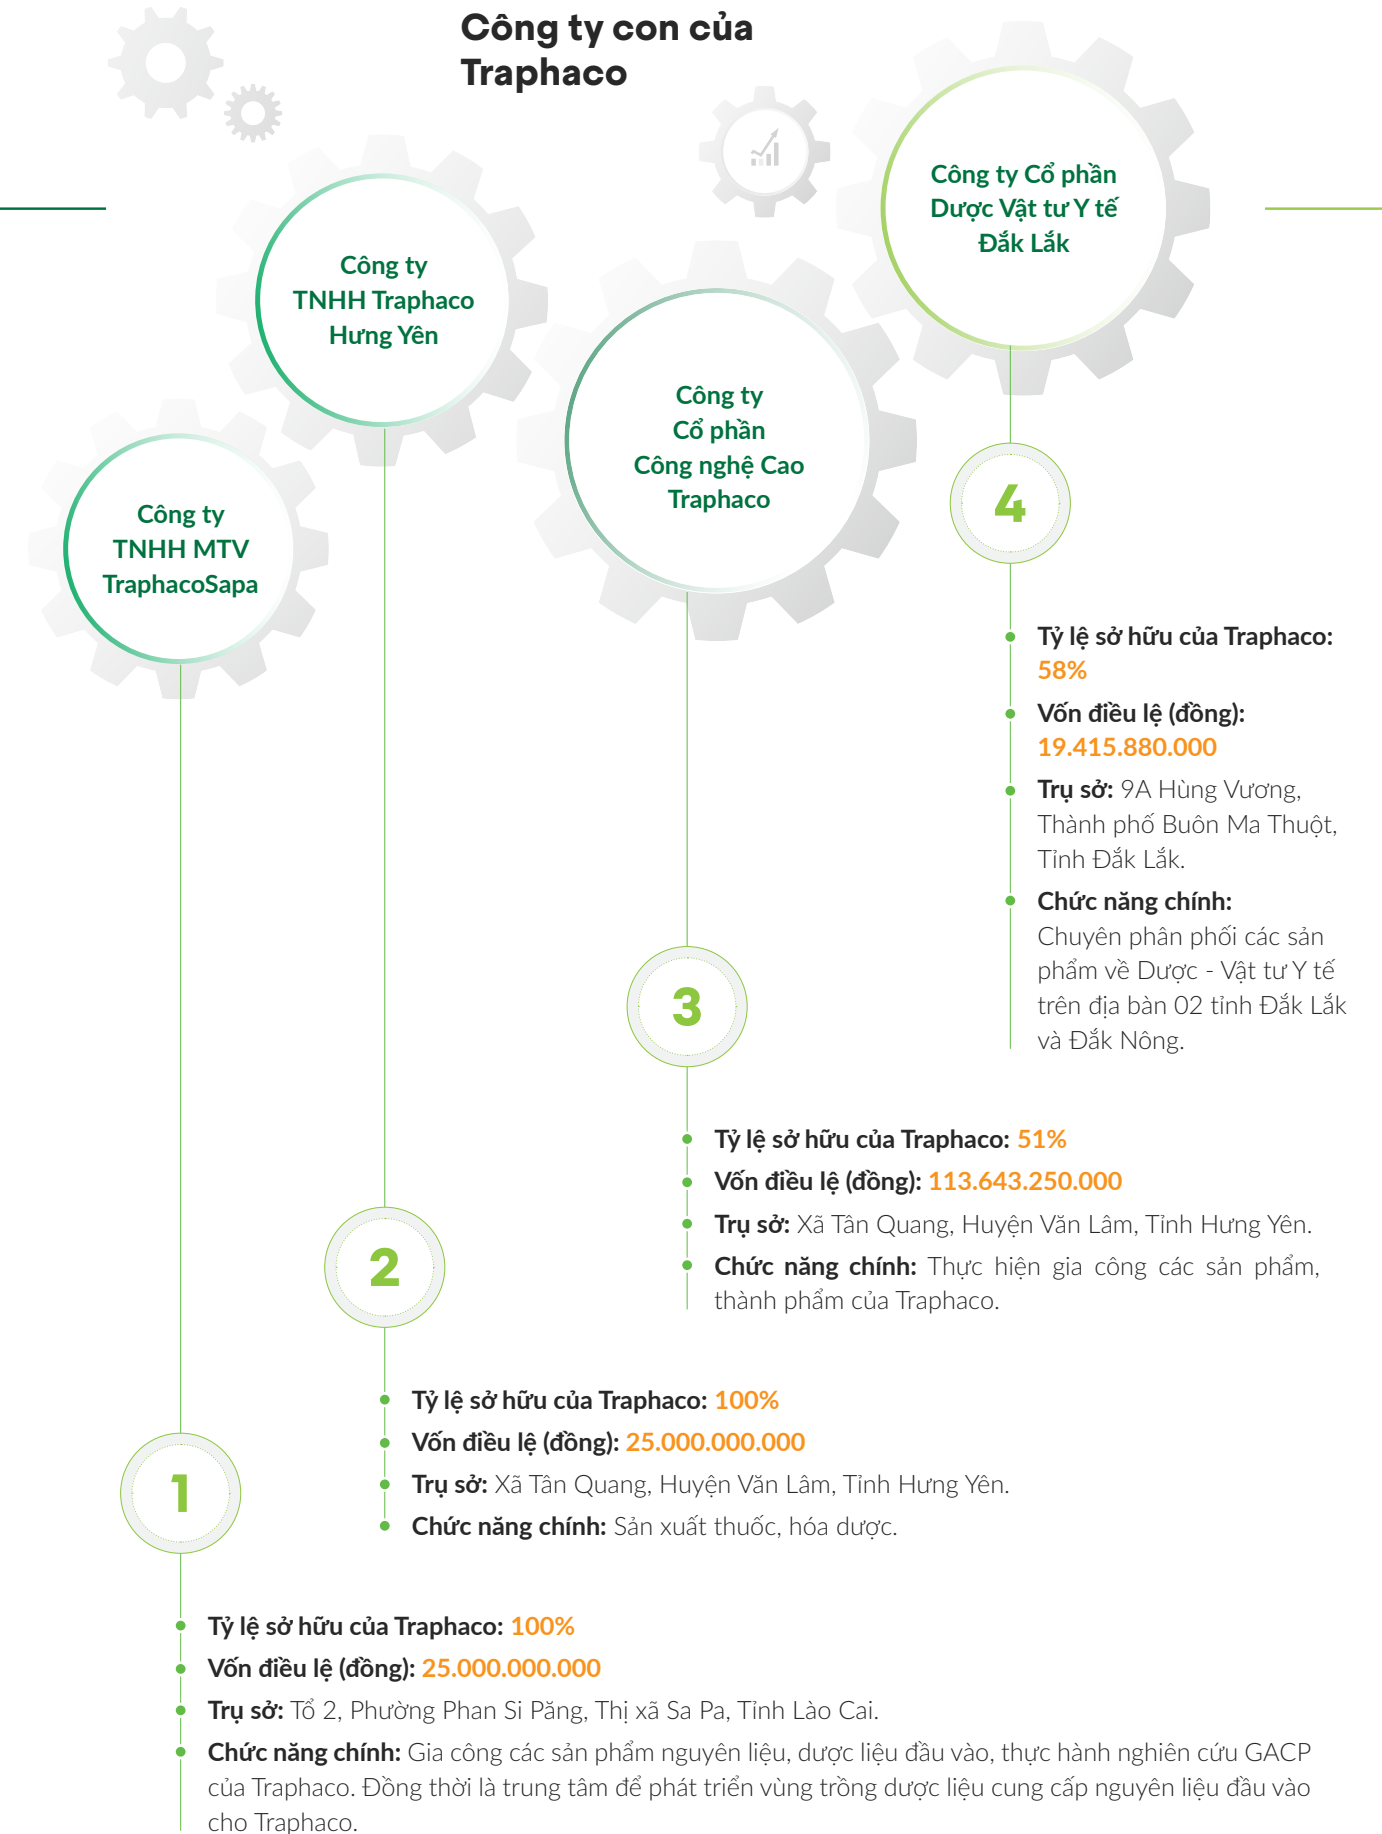 Công ty con của
Traphaco
Công ty Cổ phần
Dược Vật tư Y tế
Đắk Lắk
Công ty
TNHH Traphaco
Hưng Yên
Công ty
Cổ phần
Công nghệ Cao
Traphaco
Công ty
TNHH MTV
TraphacoSapa
4
Tỷ lệ sở hữu của Traphaco:
58%
Vốn điều lệ (đồng):
19.415.880.000
Trụ sở: 9A Hùng Vương,
Thành phố Buôn Ma Thuột,
Tỉnh Đắk Lắk.
Chức năng chính:
Chuyên phân phối các sản
phẩm về Dược - Vật tư Y tế
trên địa bàn 02 tỉnh Đắk Lắk
và Đắk Nông.
3
Tỷ lệ sở hữu của Traphaco: 51%
Vốn điều lệ (đồng): 113.643.250.000
Trụ sở: Xã Tân Quang, Huyện Văn Lâm, Tỉnh Hưng Yên.
Chức năng chính: Thực hiện gia công các sản phẩm,
thành phẩm của Traphaco.
2
Tỷ lệ sở hữu của Traphaco: 100%
Vốn điều lệ (đồng): 25.000.000.000
Trụ sở: Xã Tân Quang, Huyện Văn Lâm, Tỉnh Hưng Yên.
Chức năng chính: Sản xuất thuốc, hóa dược.
1
Tỷ lệ sở hữu của Traphaco: 100%
Vốn điều lệ (đồng): 25.000.000.000
Trụ sở: Tổ 2, Phường Phan Si Păng, Thị xã Sa Pa, Tỉnh Lào Cai.
Chức năng chính: Gia công các sản phẩm nguyên liệu, dược liệu đầu vào, thực hành nghiên cứu GACP
của Traphaco. Đồng thời là trung tâm để phát triển vùng trồng dược liệu cung cấp nguyên liệu đầu vào
cho Traphaco.